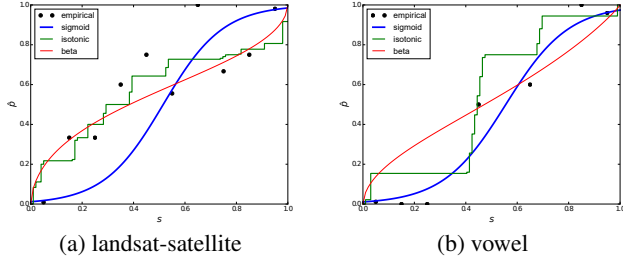 1.0
0.8
0.6
0.4
0.2
0.0
p̂
empirical
sigmoid
isotonic
beta
0.0 0.2 0.4 0.6 0.8 1.0
s
(a) landsat-satellite
1.0
0.8
0.6
0.4
0.2
0.0
p̂
empirical
sigmoid
isotonic
beta
0.0 0.2 0.4 0.6 0.8 1.0
s
(b) vowel